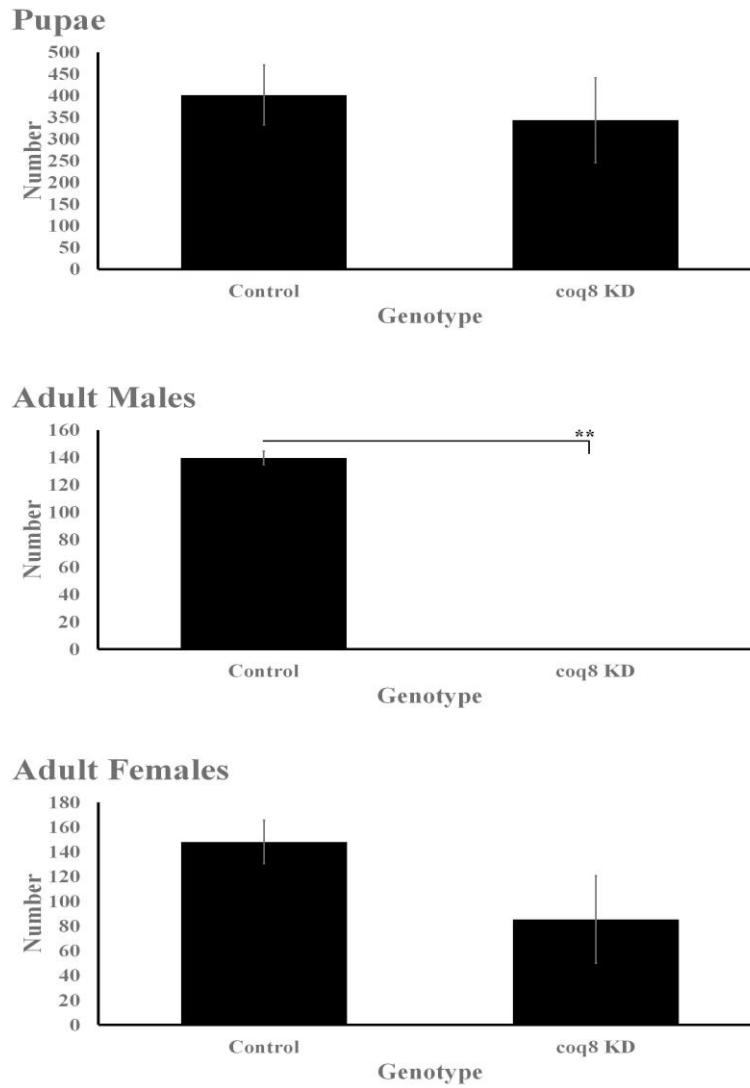 Pupae
500
450
400
350
300
250
200
150
100
50
0
Number
Control coq8 KD
Genotype
Adult Males
160
140
120
100
80
60
40
20
0
Number
**
Control coq8 KD
Genotype
Adult Females
180
160
140
120
100
80
60
40
20
0
Number
Control coq8 KD
Genotype